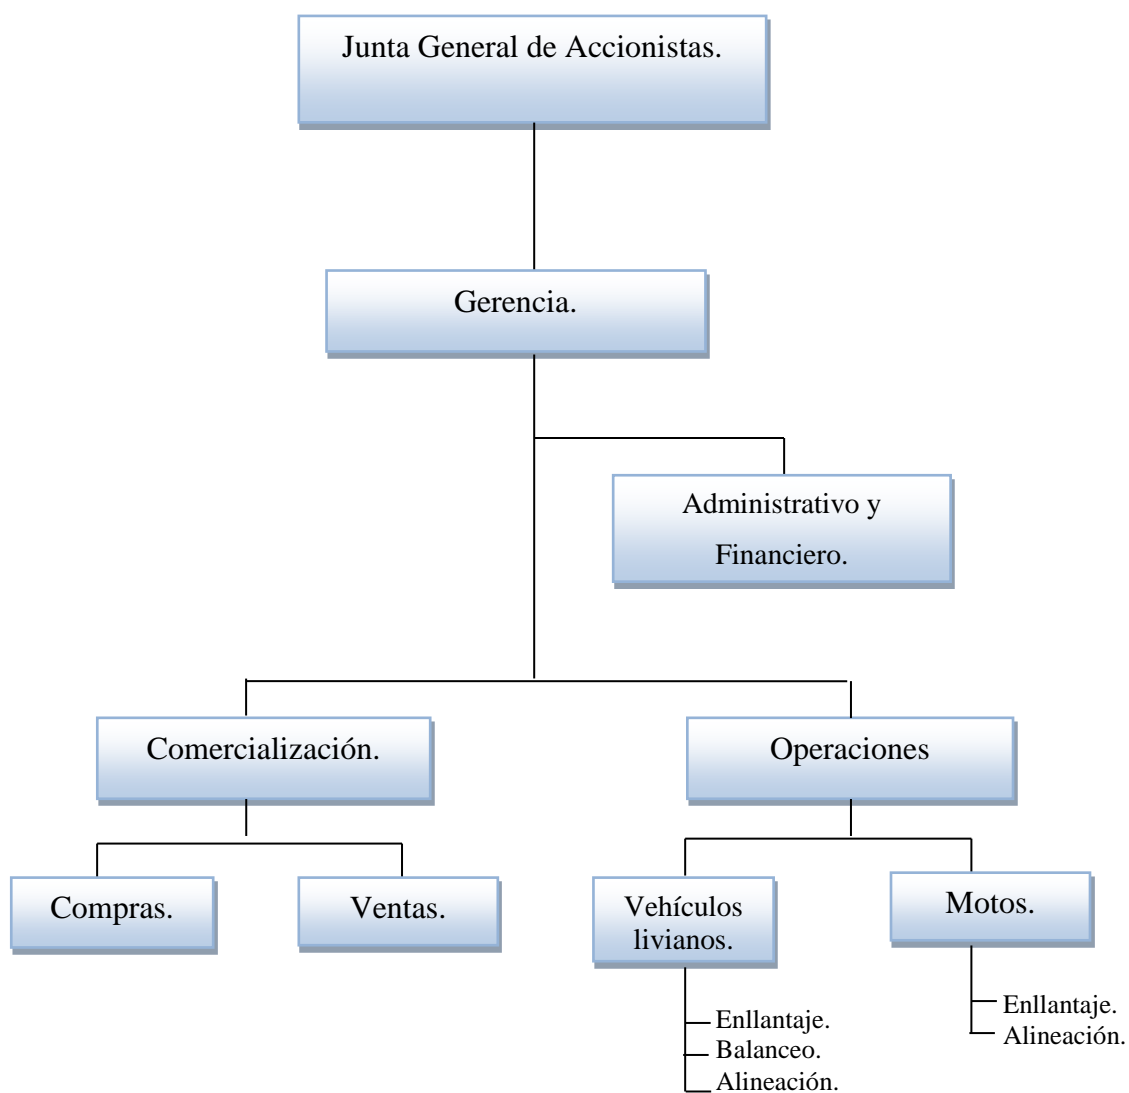 Junta General de Accionistas.
Gerencia.
Administrativo y
Financiero.
Comercialización.
Operaciones
Compras.
Ventas.
Vehículos
livianos.
Motos.
Enllantaje.
Balanceo.
Alineación.
Enllantaje.
Alineación.